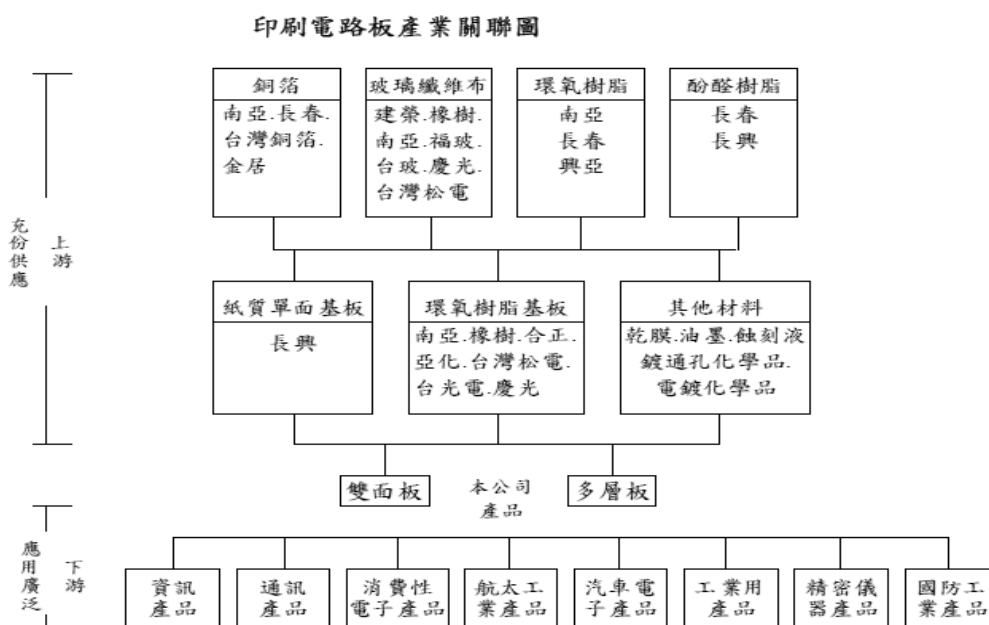 印刷電路板產業關聯圖
銅箔
南亞.長春.
台灣銅箔.
金居
玻璃纖維布
建榮.橡樹.
南亞.福玻.
台玻.慶光.
台灣松電
環氧樹脂
南亞
長春
興亞
酚醛樹脂
長春
長興
充份供應
上游
紙質單面基板
長興
環氧樹脂基板
南亞.橡樹.合正.
亞化.台灣松電.
台光電.慶光
其他材料
乾膜.油墨.蝕刻液
鍍通孔化學品.
電鍍化學品
雙面板
本公司
產品
多層板
應用廣泛
下游
資訊
產品
通訊
產品
消費性
電子產品
航太工
業產品
汽車電
子產品
工業用
產品
精密儀
器產品
國防工
業產品